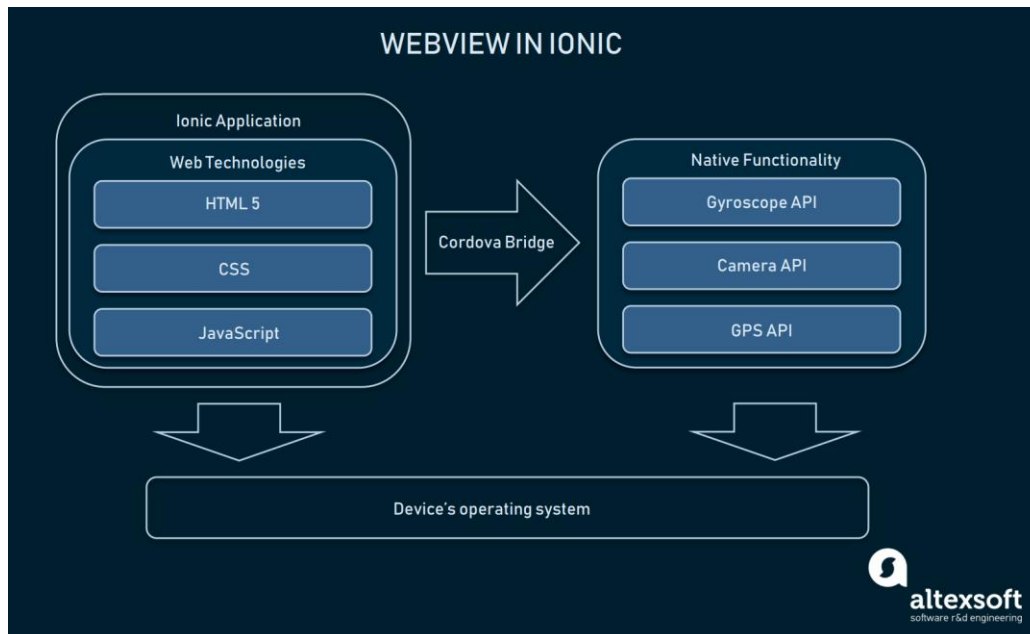 WEBVIEW IN IONIC
Ionic Application
Web Technologies
HTML 5
CSS
JavaScript
Cordova Bridge
Native Functionality
Gyroscope API
Camera API
GPS API
Device's operating system
altexsoft
software r&d engineering